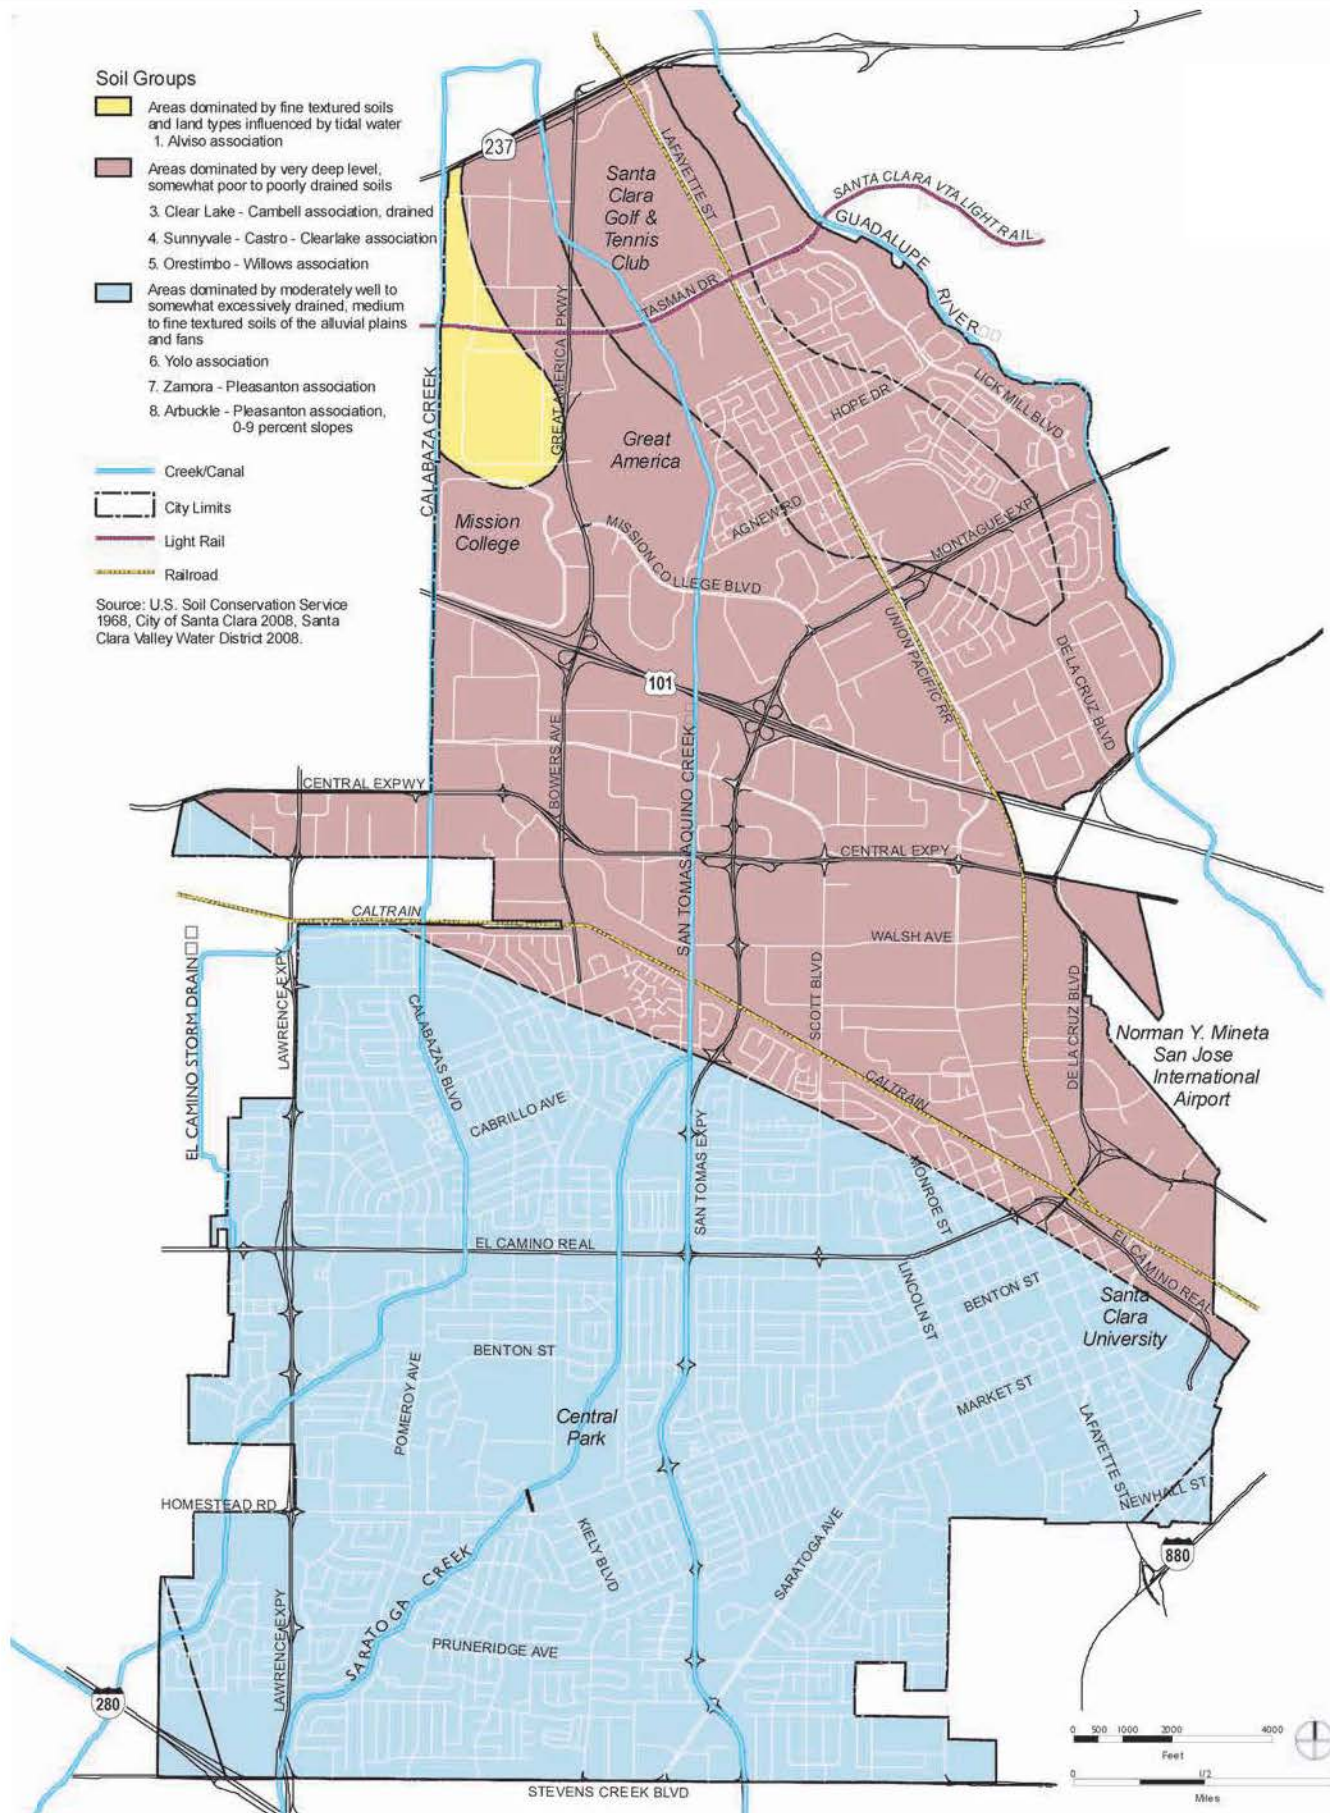 Soil Groups
Areas dominated by fine textured soils
and land types influenced by tidal water
1. Alviso association
Areas dominated by very deep level,
somewhat poor to poorly drained soils
3. Clear Lake - Cambell association, drained
4. Sunnyvale - Castro - Clearlake association
5. Orestimbo - Willows association
Areas dominated by moderately well to
somewhat excessively drained, medium
to fine textured soils of the alluvial plains
and fans
6. Yolo association
7. Zamora - Pleasanton association
8. Arbuckle - Pleasanton association,
0-9 percent slopes
Creek/Canal
City Limits
Light Rail
Railroad
Source: U.S. Soil Conservation Service
1968, City of Santa Clara 2008, Santa
Clara Valley Water District 2008.
237
LAFAYETTE ST
Santa
Clara
Golf &
Tennis
Club
SANTA CLARA VTA LIGHT RAIL
GUADALUPE RIVER
TASMAN DR
GREAT AMERICA PKWY
CALABAZA CREEK
LICK MILL BLVD
HOPE DR
Great
America
AGNEW RD
MONTAGUE EXPY
Mission
College
MISSION COLLEGE BLVD
UNION PACIFIC RR
DE LA CRUZ BLVD
101
BOWERS AVE
SAN TOMAS AQUINO CREEK
CENTRAL EXPWY
CENTRAL EXPY
CALTRAIN
WALSH AVE
SCOTT BLVD
EL CAMINO STORM DRAIN
LAWRENCE EXPY
CALABAZAS BLVD
DE LA CRUZ BLVD
Norman Y. Mineta
San Jose
International
Airport
CALTRAIN
CABRILLO AVE
SAN TOMAS EXPY
MONROE ST
EL CAMINO REAL
EL CAMINO REAL
LINCOLN ST
BENTON ST
Santa
Clara
University
BENTON ST
POMEROY AVE
MARKET ST
Central
Park
LAFAYETTE ST
NEWHALL ST
HOMESTEAD RD
KIELY BLVD
SARATOGA AVE
880
SARATOGA CREEK
LAWRENCE EXPY
PRUNERIDGE AVE
280
STEVENS CREEK BLVD
0 500 1000 2000 4000
Feet
0 1/2
Miles